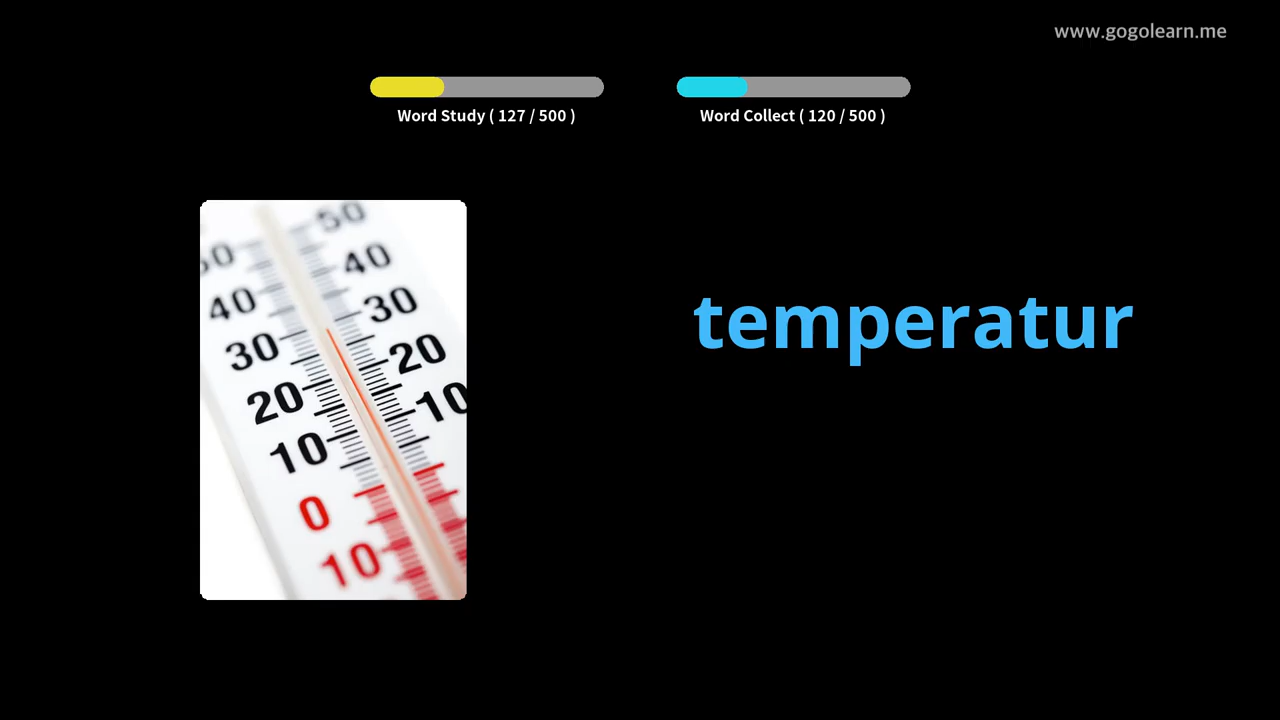 www.gogolearn.me
Word Study ( 127 / 500 )
Word Collect ( 120 / 500 )
temperatur
50
40 40
30 30
20 20
10 10
0
10